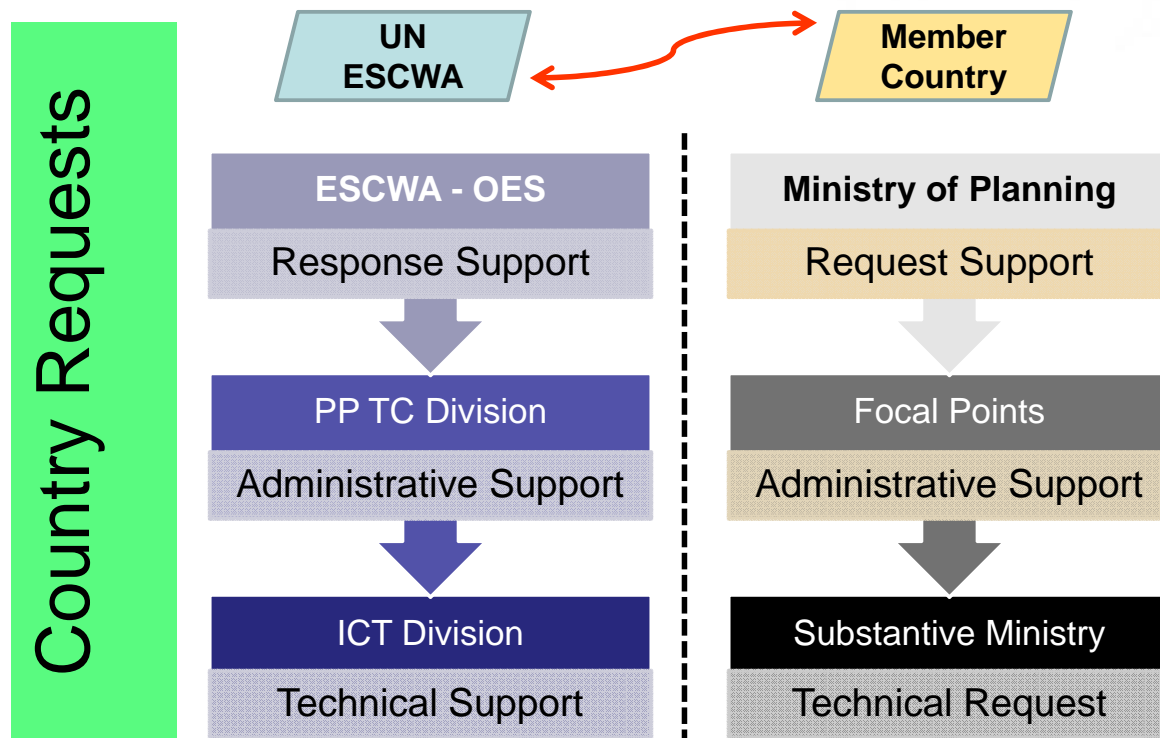 Country Requests
UN
ESCWA
Member
Country
ESCWA - OES
Response Support
PP TC Division
Administrative Support
ICT Division
Technical Support
Ministry of Planning
Request Support
Focal Points
Administrative Support
Substantive Ministry
Technical Request